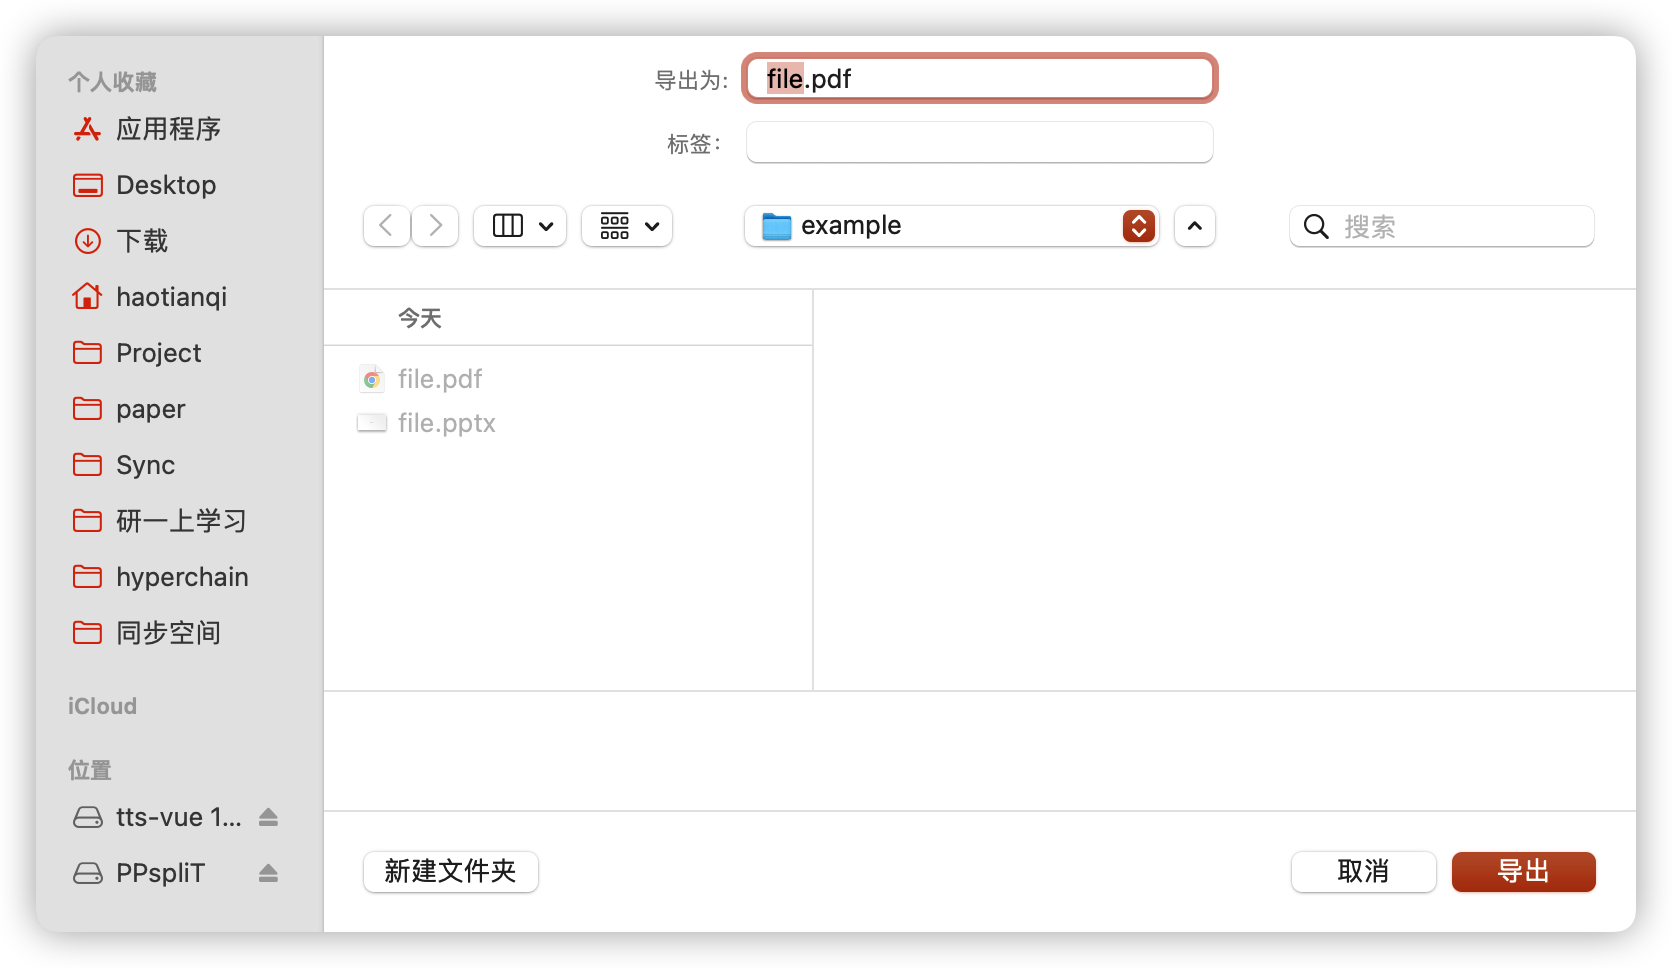 个人收藏
应用程序
Desktop
下载
haotianqi
Project
paper
Sync
研一上学习
hyperchain
同步空间
iCloud
位置
tts-vue 1...
PPspliT
导出为: file.pdf
标签:
example
搜索
今天
file.pdf
file.pptx
新建文件夹
取消
导出